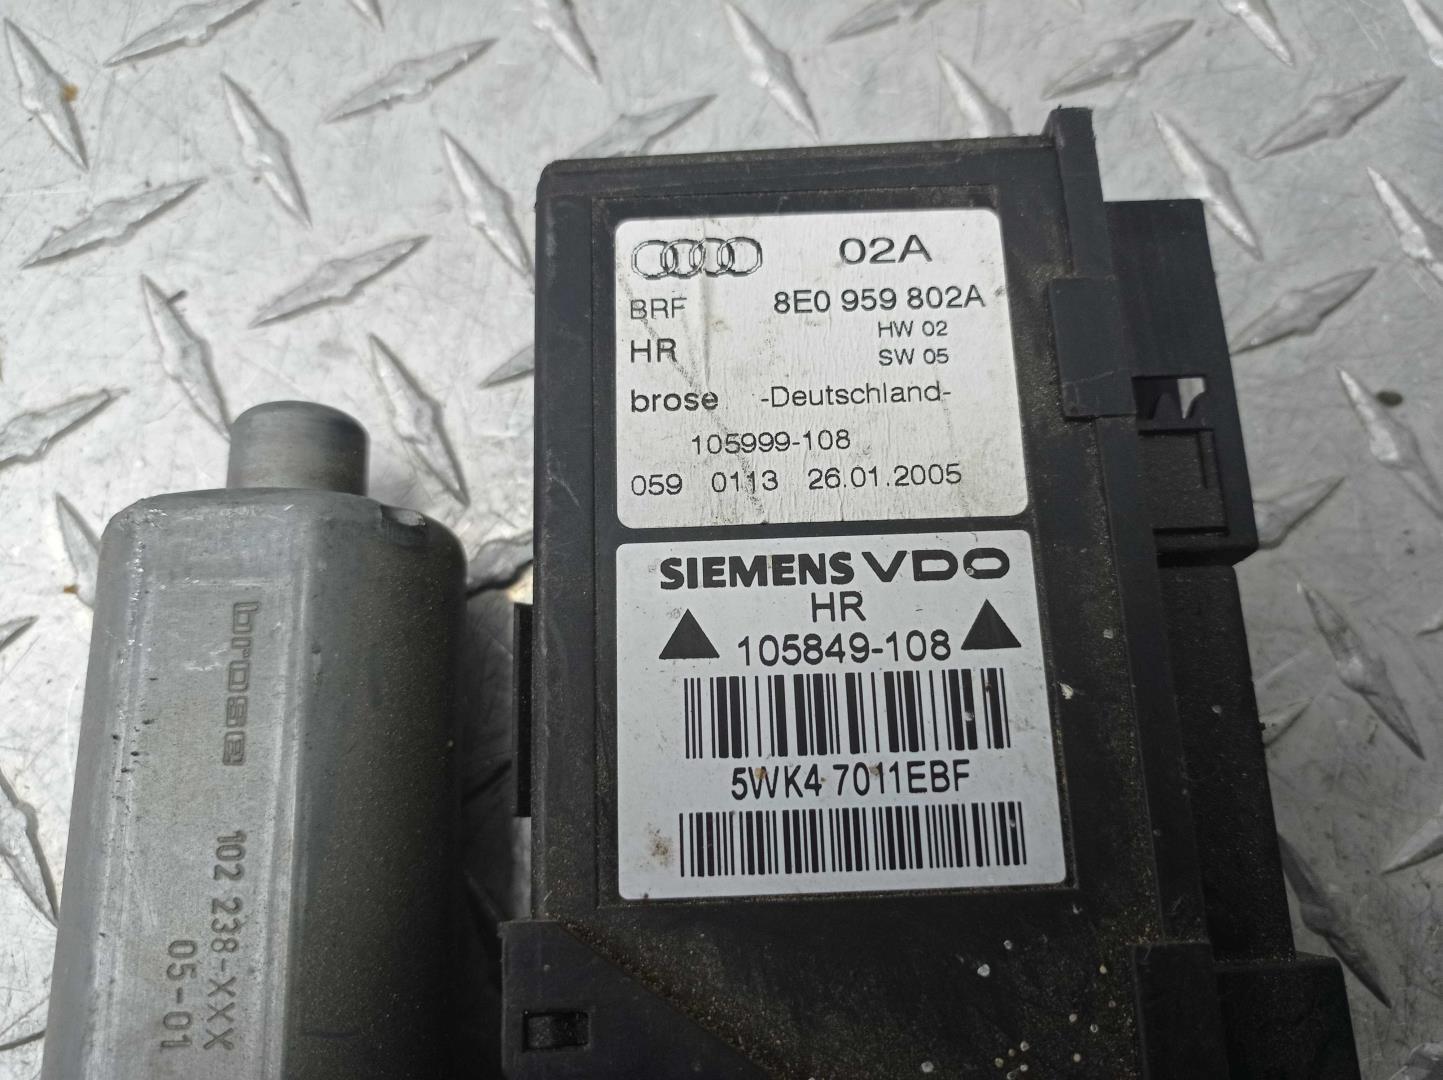 02A
BRF 8E0 959 802A
HW 02
HR SW 05
brose -Deutschland-
105999-108
059 0113 26.01.2005
SIEMENS VDO
HR
105849-108
5WK4 7011EBF
brose 102 238-XXX
05-01